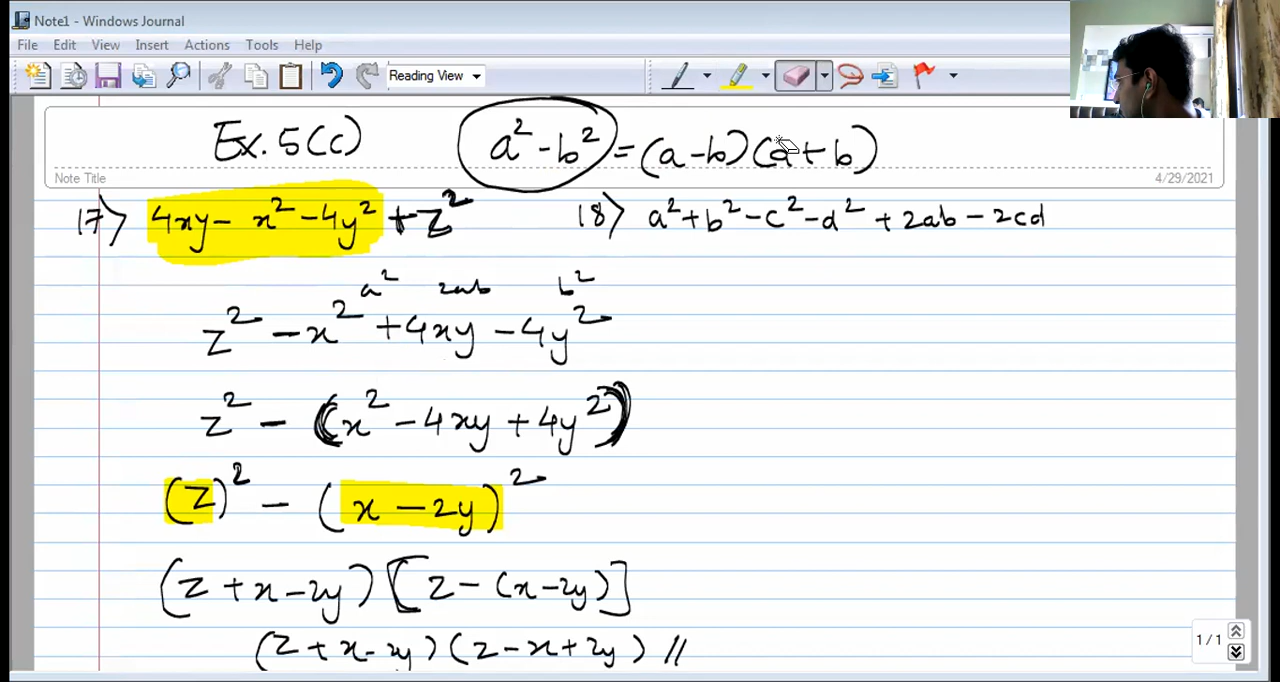 Note1 - Windows Journal
File Edit View Insert Actions Tools Help
Reading View
Ex. 5(c) a² - b² = (a - b)(a + b)
Note Title 4/29/2021
17) 4xy - x² - 4y² + z² 18) a² + b² - c² - d² + 2ab - 2cd
a² 2ab b²
z² - x² + 4xy - 4y²
z² - (x² - 4xy + 4y²)
(z)² - (x - 2y)²
(z + x - 2y) [z - (x - 2y)]
(z + x - 2y) (z - x + 2y) //
1 / 1